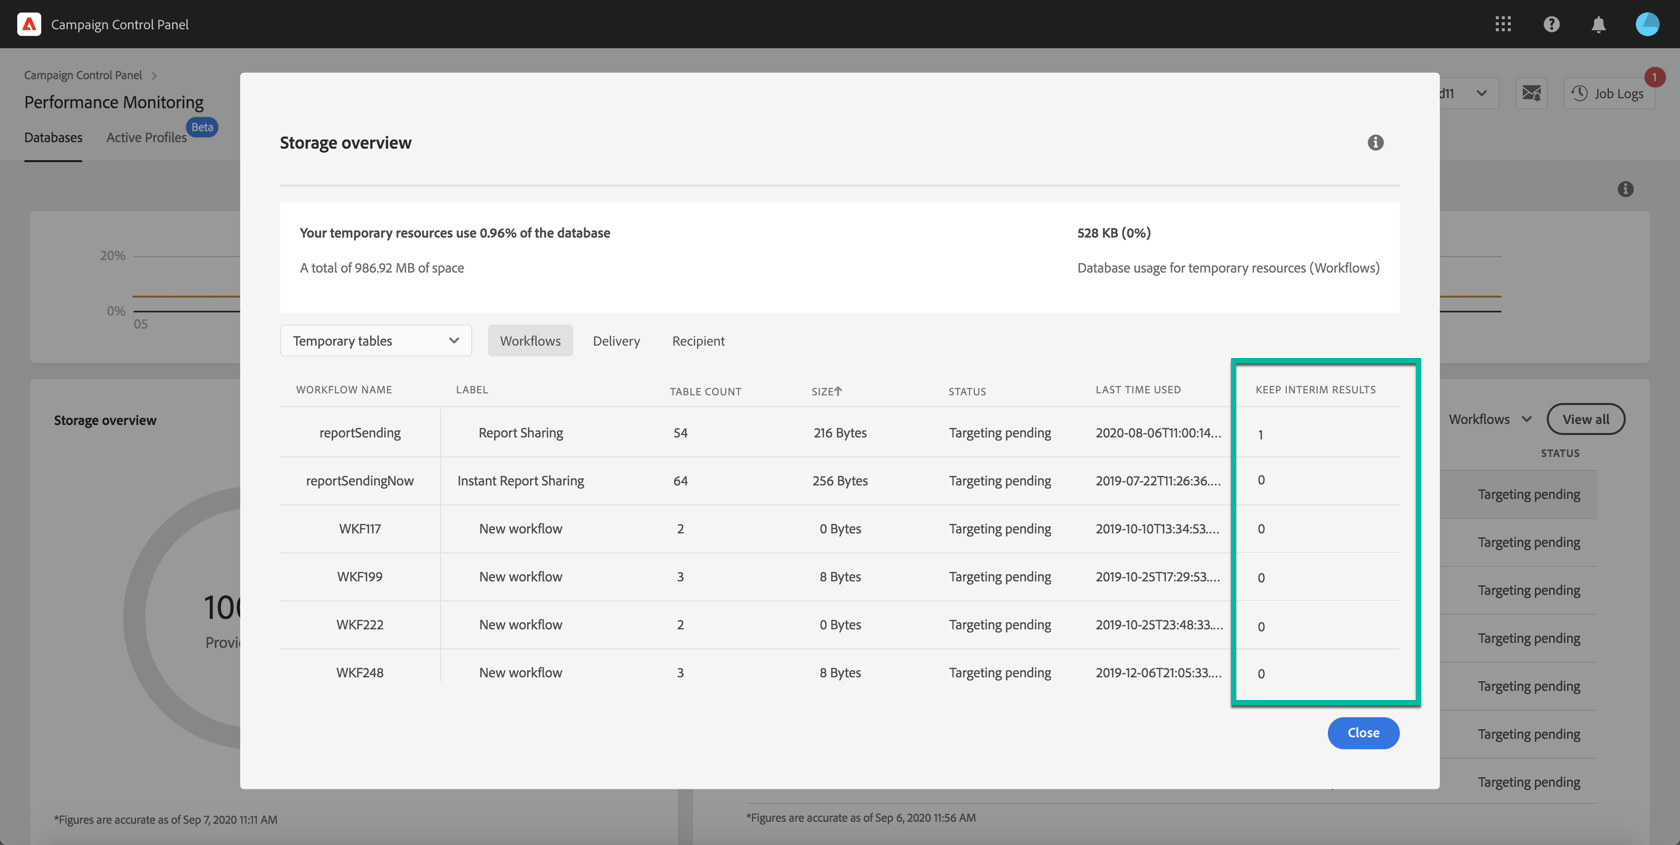 Campaign Control Panel
Campaign Control Panel
Performance Monitoring
Databases
Active Profiles
Beta
Job Logs
1
Storage overview
Your temporary resources use 0.96% of the database
528 KB (0%)
A total of 986.92 MB of space
Database usage for temporary resources (Workflows)
20%
0%
05
Temporary tables
Workflows
Delivery
Recipient
WORKFLOW NAME LABEL TABLE COUNT SIZE STATUS LAST TIME USED KEEP INTERIM RESULTS
reportSending Report Sharing 54 216 Bytes Targeting pending 2020-08-06T11:00:14... 1
reportSendingNow Instant Report Sharing 64 256 Bytes Targeting pending 2019-07-22T11:26:36.... 0
WKF117 New workflow 2 0 Bytes Targeting pending 2019-10-10T13:34:53.... 0
WKF199 New workflow 3 8 Bytes Targeting pending 2019-10-25T17:29:53.... 0
WKF222 New workflow 2 0 Bytes Targeting pending 2019-10-25T23:48:33.... 0
WKF248 New workflow 3 8 Bytes Targeting pending 2019-12-06T21:05:33.... 0
Close
Storage overview
*Figures are accurate as of Sep 7, 2020 11:11 AM
Workflows
View all
STATUS
Targeting pending
Targeting pending
Targeting pending
Targeting pending
Targeting pending
Targeting pending
Targeting pending
*Figures are accurate as of Sep 6, 2020 11:56 AM